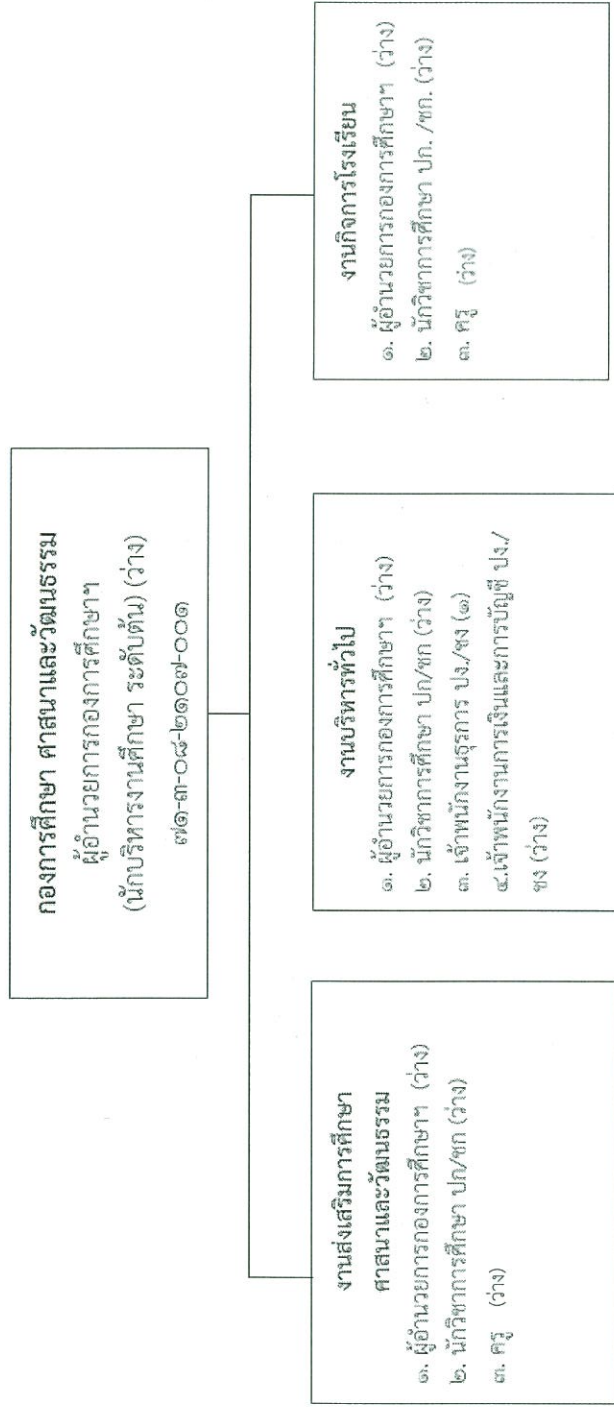 กองการศึกษา ศาสนาและวัฒนธรรม
ผู้อำนวยการกองการศึกษาฯ
(นักบริหารงานศึกษา ระดับต้น) (ว่าง)
๗๑-๓-๐๘-๒๑๐๗-๐๐๑
งานส่งเสริมการศึกษา
ศาสนาและวัฒนธรรม
๑. ผู้อำนวยการกองการศึกษาฯ (ว่าง)
๒. นักวิชาการศึกษา ปก/ชก (ว่าง)
๓. ครู (ว่าง)
งานบริหารทั่วไป
๑. ผู้อำนวยการกองการศึกษาฯ (ว่าง)
๒. นักวิชาการศึกษา ปก/ชก (ว่าง)
๓. เจ้าพนักงานธุรการ ปง./ชง (๑)
๔.เจ้าพนักงานการเงินและการบัญชี ปง./
ชง (ว่าง)
งานกิจการโรงเรียน
๑. ผู้อำนวยการกองการศึกษาฯ (ว่าง)
๒. นักวิชาการศึกษา ปก. /ชก. (ว่าง)
๓. ครู (ว่าง)